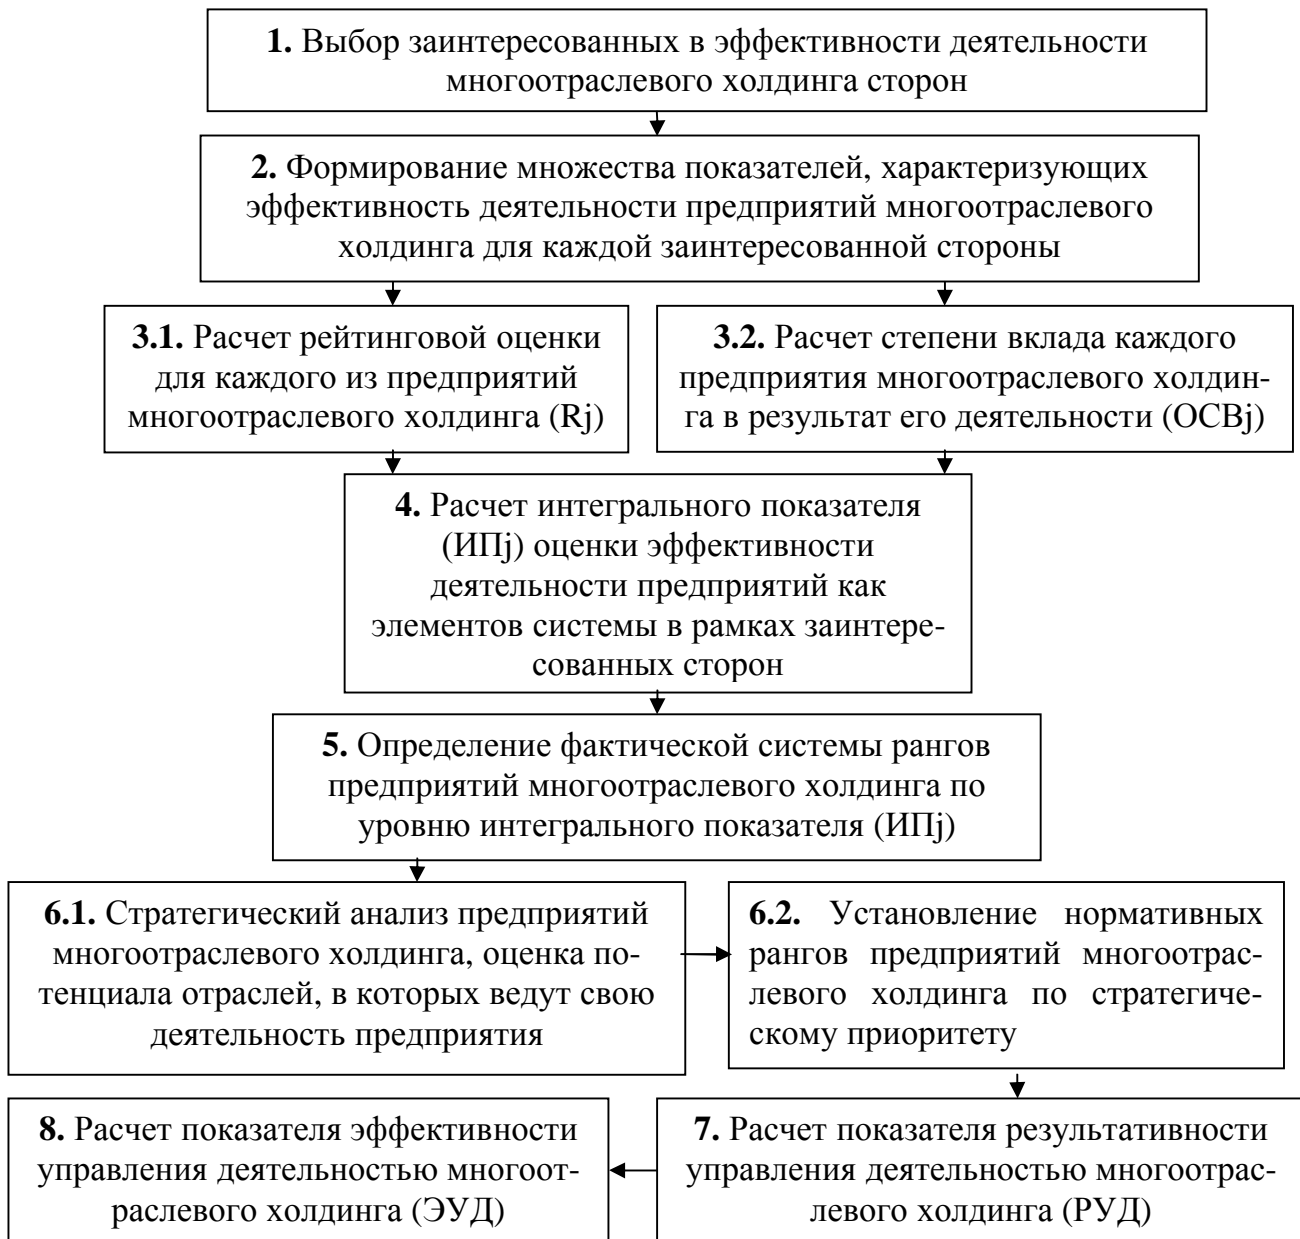 1. Выбор заинтересованных в эффективности деятельности
многоотраслевого холдинга сторон
2. Формирование множества показателей, характеризующих
эффективность деятельности предприятий многоотраслевого
холдинга для каждой заинтересованной стороны
3.1. Расчет рейтинговой оценки
для каждого из предприятий
многоотраслевого холдинга (Rj)
3.2. Расчет степени вклада каждого
предприятия многоотраслевого холдин-
га в результат его деятельности (ОСВj)
4. Расчет интегрального показателя
(ИПj) оценки эффективности
деятельности предприятий как
элементов системы в рамках заинтере-
сованных сторон
5. Определение фактической системы рангов
предприятий многоотраслевого холдинга по
уровню интегрального показателя (ИПj)
6.1. Стратегический анализ предприятий
многоотраслевого холдинга, оценка по-
тенциала отраслей, в которых ведут свою
деятельность предприятия
6.2. Установление нормативных
рангов предприятий многоотрас-
левого холдинга по стратегиче-
скому приоритету
8. Расчет показателя эффективности
управления деятельностью многоот-
раслевого холдинга (ЭУД)
7. Расчет показателя результативности
управления деятельностью многоотрас-
левого холдинга (РУД)